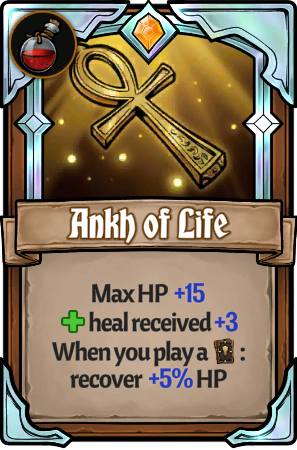 Ankh of Life
Max HP +15
heal received +3
When you play a :
recover +5% HP